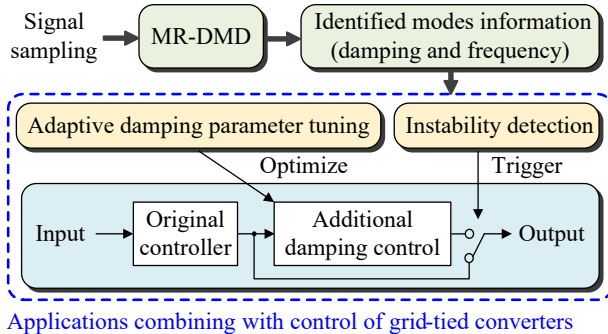 Signal
sampling
MR-DMD
Identified modes information
(damping and frequency)
Adaptive damping parameter tuning
Instability detection
Optimize
Trigger
Input
Original
controller
Additional
damping control
Output
Applications combining with control of grid-tied converters